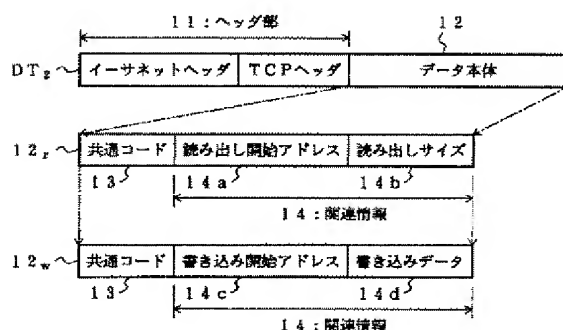 11:ヘッダ部 12
DTz イーサネットヘッダ TCPヘッダ データ本体
12r 共通コード 読み出し開始アドレス 読み出しサイズ
13 14a 14b
14:関連情報
12w 共通コード 書き込み開始アドレス 書き込みデータ
13 14c 14d
14:関連情報